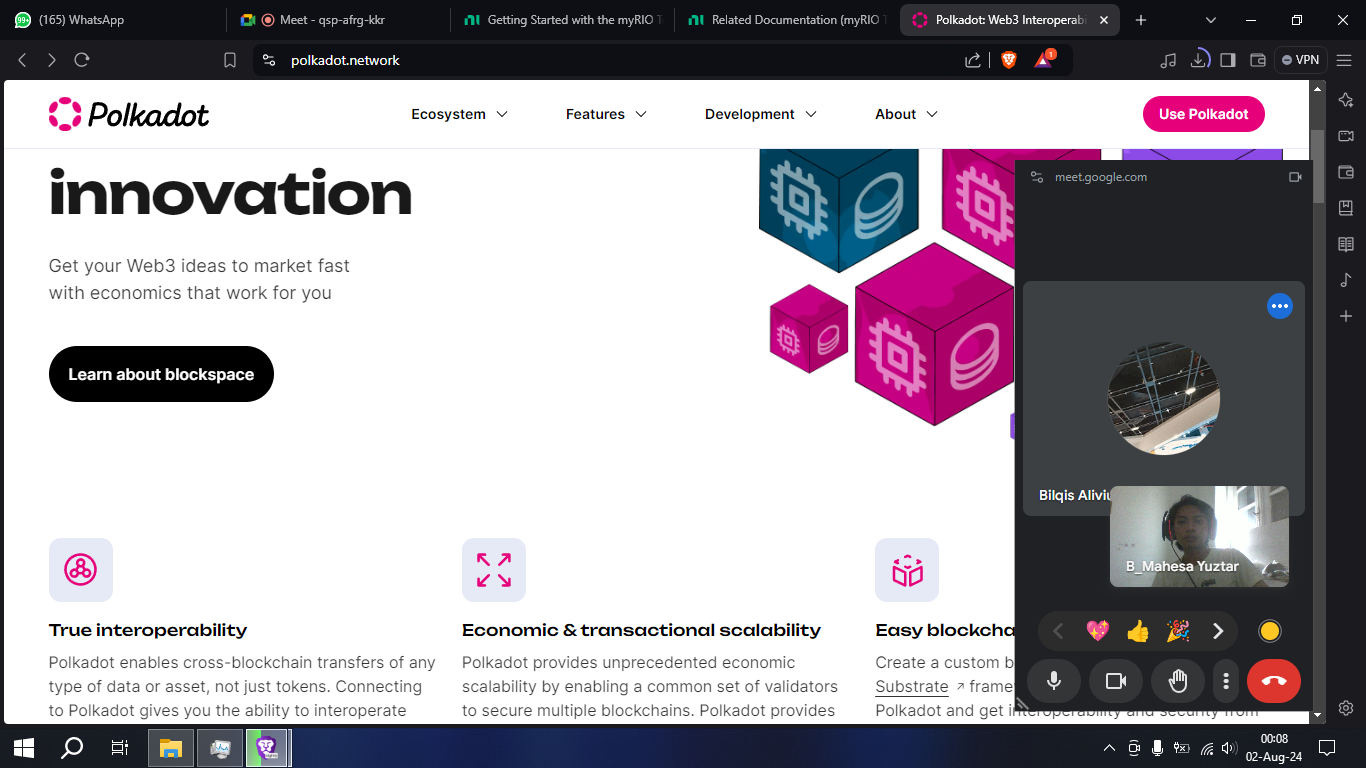 99+
(165) WhatsApp
Meet - qsp-afrg-kkr
Getting Started with the myRIO
Related Documentation (myRIO
Polkadot: Web3 Interoperabi
polkadot.network
1
VPN
Polkadot
Ecosystem
Features
Development
About
Use Polkadot
innovation
Get your Web3 ideas to market fast
with economics that work for you
Learn about blockspace
True interoperability
Polkadot enables cross-blockchain transfers of any
type of data or asset, not just tokens. Connecting
to Polkadot gives you the ability to interoperate
Economic & transactional scalability
Polkadot provides unprecedented economic
scalability by enabling a common set of validators
to secure multiple blockchains. Polkadot provides
Easy blockcha
Create a custom b
Substrate ↗ frame
Polkadot and get interoperability and security from
meet.google.com
Bilqis Aliviu
B_Mahesa Yuztar
00:08
02-Aug-24